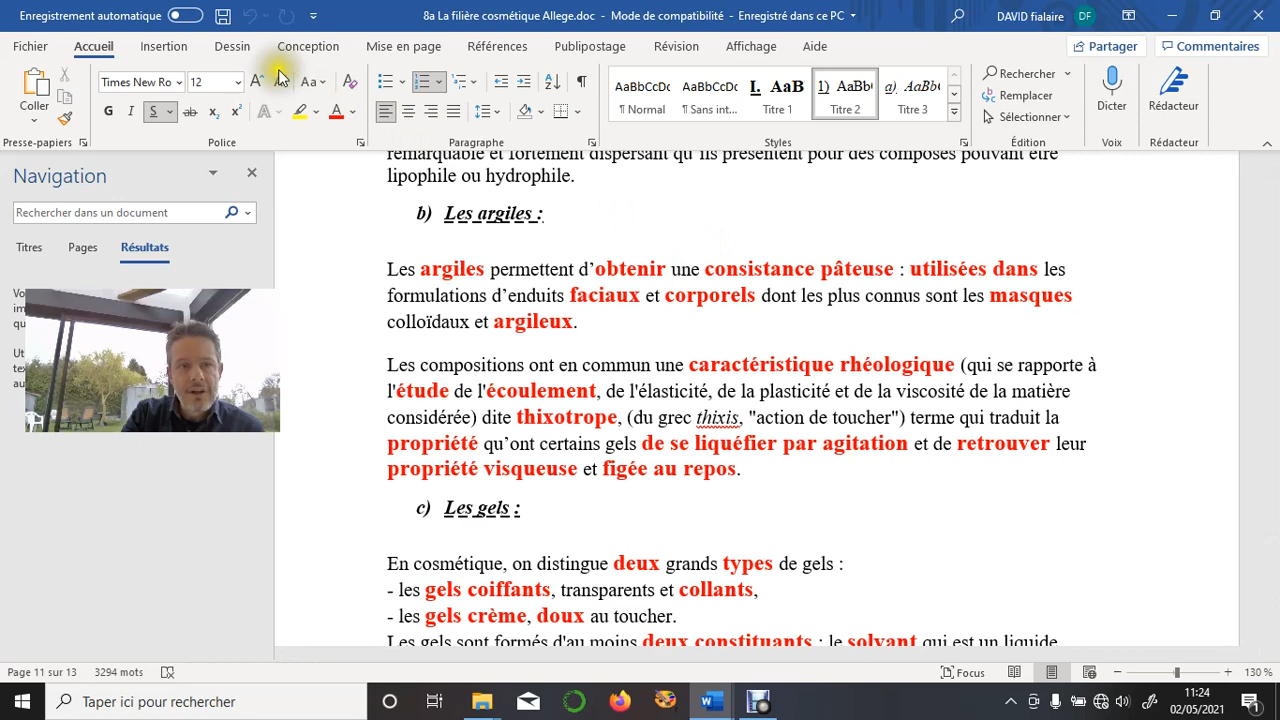 Enregistrement automatique
8a La filière cosmétique Allege.doc - Mode de compatibilité - Enregistré dans ce PC
DAVID fialaire
DF
Fichier
Accueil
Insertion
Dessin
Conception
Mise en page
Références
Publipostage
Révision
Affichage
Aide
Partager
Commentaires
Coller
Presse-papiers
Times New Ro
12
Aa
G I S ab x₂ x²
Police
Paragraphe
AaBbCcDc AaBbCcDc I. AaB 1) AaBb( a) AaBb(
¶ Normal ¶ Sans int... Titre 1 Titre 2 Titre 3
Styles
Rechercher
Remplacer
Sélectionner
Édition
Dicter
Voix
Rédacteur
Rédacteur
Navigation
Rechercher dans un document
Titres Pages Résultats
remarquable et fortement dispersant qu'ils présentent pour des composés pouvant être
lipophile ou hydrophile.
b) Les argiles :
Les argiles permettent d’obtenir une consistance pâteuse : utilisées dans les
formulations d’enduits faciaux et corporels dont les plus connus sont les masques
colloïdaux et argileux.
Les compositions ont en commun une caractéristique rhéologique (qui se rapporte à
l'étude de l'écoulement, de l'élasticité, de la plasticité et de la viscosité de la matière
considérée) dite thixotrope, (du grec thixis, "action de toucher") terme qui traduit la
propriété qu’ont certains gels de se liquéfier par agitation et de retrouver leur
propriété visqueuse et figée au repos.
c) Les gels :
En cosmétique, on distingue deux grands types de gels :
- les gels coiffants, transparents et collants,
- les gels crème, doux au toucher.
Les gels sont formés d'au moins deux constituants : le solvant qui est un liquide
Page 11 sur 13
3294 mots
Focus
130 %
Taper ici pour rechercher
11:24
02/05/2021